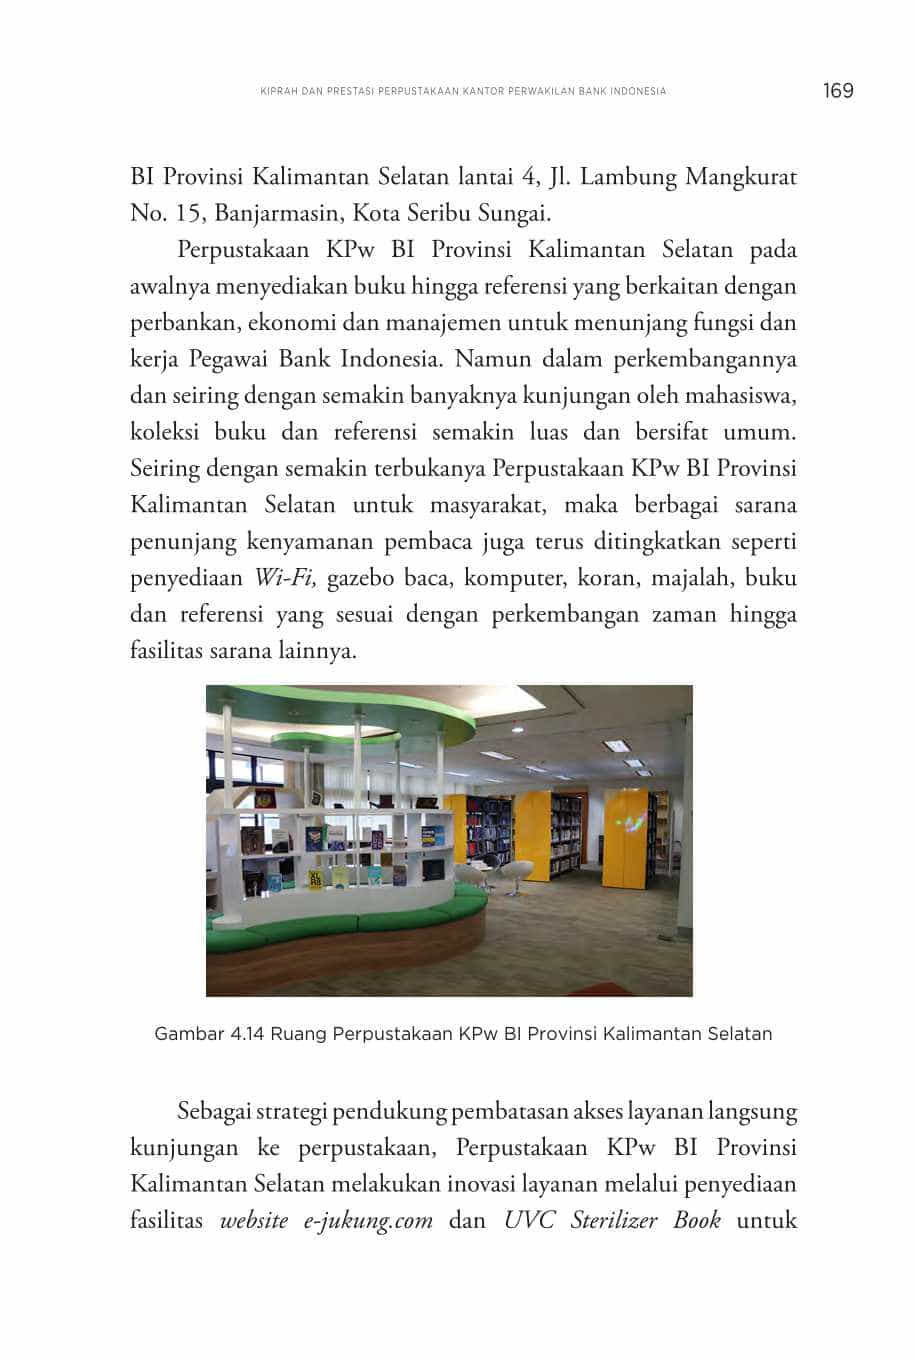 KIPRAH DAN PRESTASI PERPUSTAKAAN KANTOR PERWAKILAN BANK INDONESIA 169
BI Provinsi Kalimantan Selatan lantai 4, Jl. Lambung Mangkurat
No. 15, Banjarmasin, Kota Seribu Sungai.
Perpustakaan KPw BI Provinsi Kalimantan Selatan pada
awalnya menyediakan buku hingga referensi yang berkaitan dengan
perbankan, ekonomi dan manajemen untuk menunjang fungsi dan
kerja Pegawai Bank Indonesia. Namun dalam perkembangannya
dan seiring dengan semakin banyaknya kunjungan oleh mahasiswa,
koleksi buku dan referensi semakin luas dan bersifat umum.
Seiring dengan semakin terbukanya Perpustakaan KPw BI Provinsi
Kalimantan Selatan untuk masyarakat, maka berbagai sarana
penunjang kenyamanan pembaca juga terus ditingkatkan seperti
penyediaan Wi-Fi, gazebo baca, komputer, koran, majalah, buku
dan referensi yang sesuai dengan perkembangan zaman hingga
fasilitas sarana lainnya.
Gambar 4.14 Ruang Perpustakaan KPw BI Provinsi Kalimantan Selatan
Sebagai strategi pendukung pembatasan akses layanan langsung
kunjungan ke perpustakaan, Perpustakaan KPw BI Provinsi
Kalimantan Selatan melakukan inovasi layanan melalui penyediaan
fasilitas website e-jukung.com dan UVC Sterilizer Book untuk